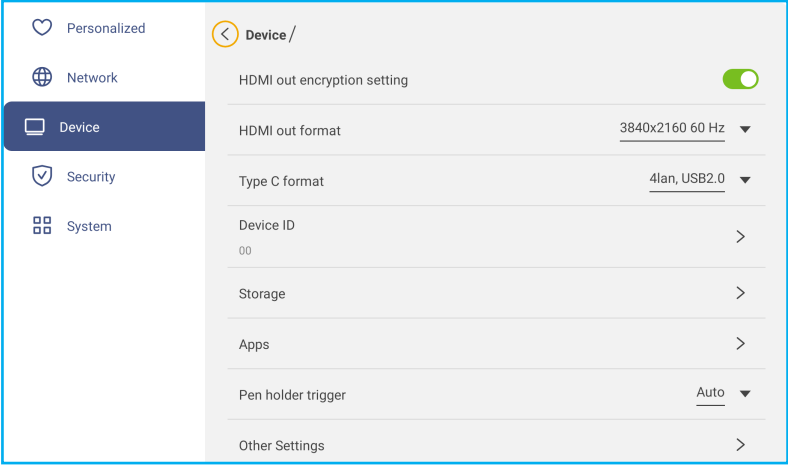 Personalized
Network
Device
Security
System
Device /
HDMI out encryption setting
HDMI out format 3840x2160 60 Hz
Type C format 4lan, USB2.0
Device ID
00
Storage
Apps
Pen holder trigger Auto
Other Settings